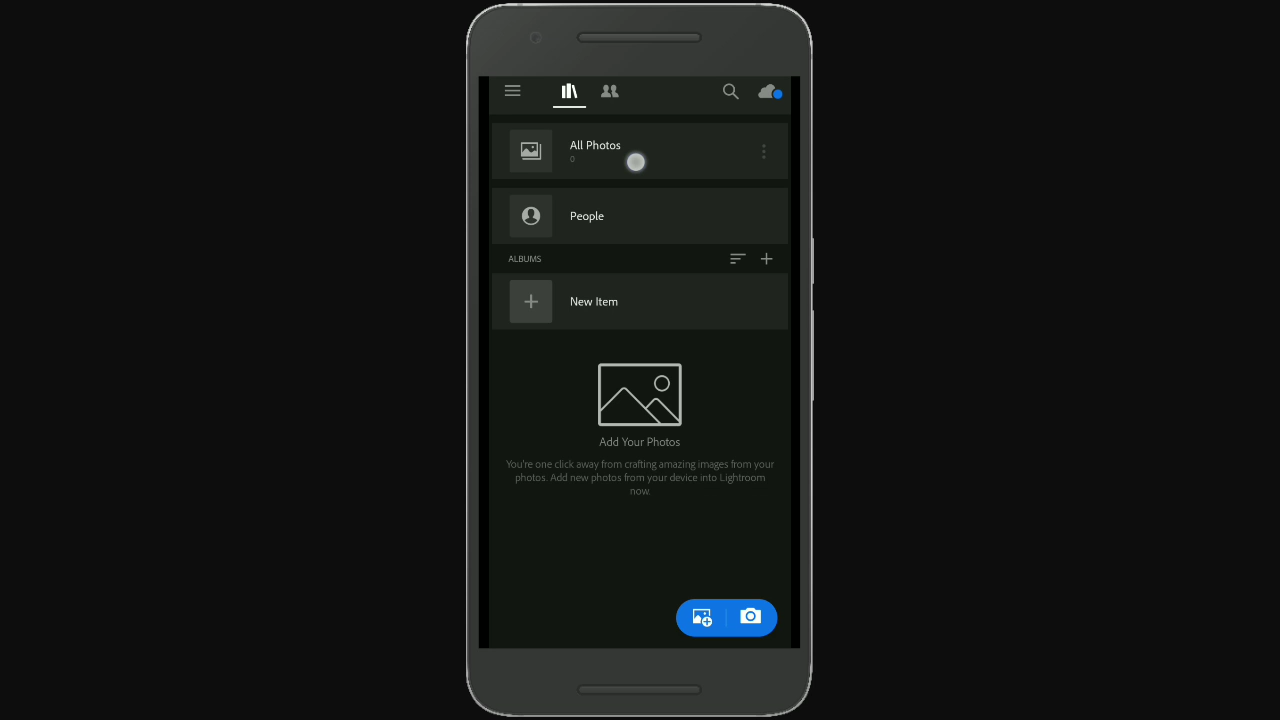 All Photos
0
People
ALBUMS
New Item
Add Your Photos
You're one click away from crafting amazing images from your
photos. Add new photos from your device into Lightroom
now.